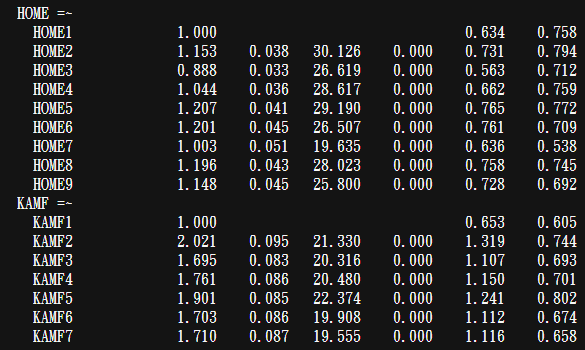 HOME =~
HOME1 1.000 0.634 0.758
HOME2 1.153 0.038 30.126 0.000 0.731 0.794
HOME3 0.888 0.033 26.619 0.000 0.563 0.712
HOME4 1.044 0.036 28.617 0.000 0.662 0.759
HOME5 1.207 0.041 29.190 0.000 0.765 0.772
HOME6 1.201 0.045 26.507 0.000 0.761 0.709
HOME7 1.003 0.051 19.635 0.000 0.636 0.538
HOME8 1.196 0.043 28.023 0.000 0.758 0.745
HOME9 1.148 0.045 25.800 0.000 0.728 0.692
KAMF =~
KAMF1 1.000 0.653 0.605
KAMF2 2.021 0.095 21.330 0.000 1.319 0.744
KAMF3 1.695 0.083 20.316 0.000 1.107 0.693
KAMF4 1.761 0.086 20.480 0.000 1.150 0.701
KAMF5 1.901 0.085 22.374 0.000 1.241 0.802
KAMF6 1.703 0.086 19.908 0.000 1.112 0.674
KAMF7 1.710 0.087 19.555 0.000 1.116 0.658